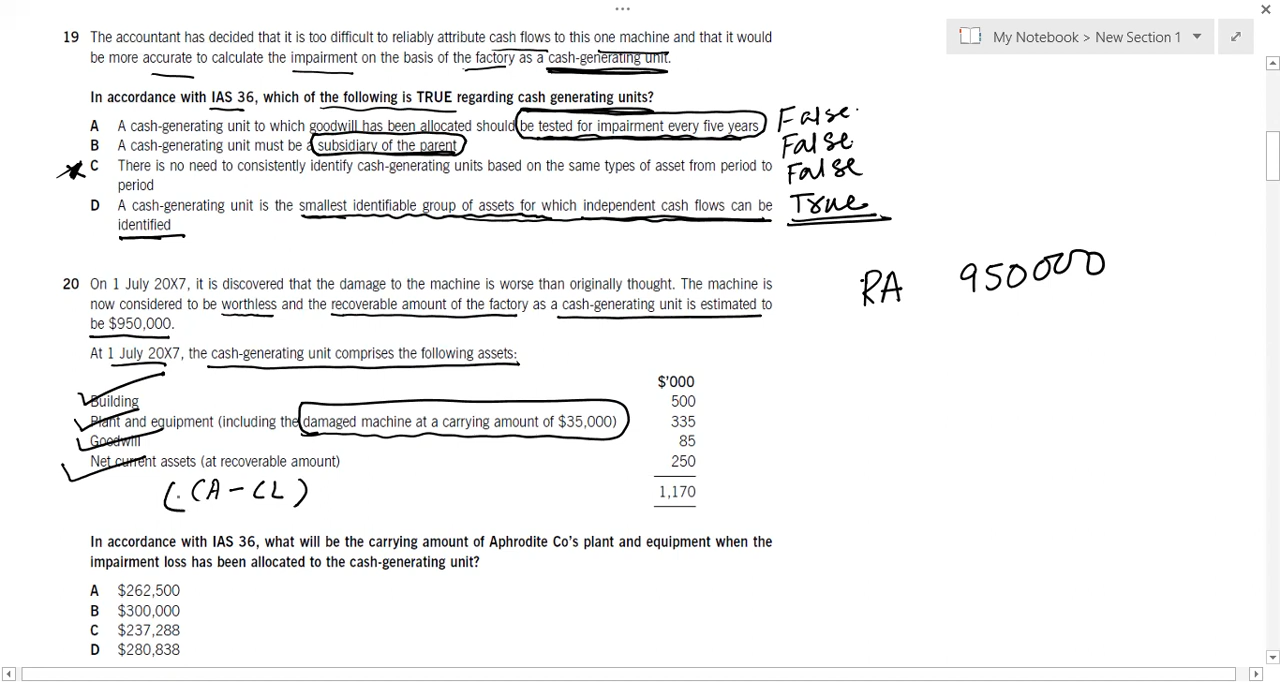 My Notebook > New Section 1
19 The accountant has decided that it is too difficult to reliably attribute cash flows to this one machine and that it would
be more accurate to calculate the impairment on the basis of the factory as a cash-generating unit.
In accordance with IAS 36, which of the following is TRUE regarding cash generating units?
A A cash-generating unit to which goodwill has been allocated should be tested for impairment every five years False
B A cash-generating unit must be a subsidiary of the parent False
C There is no need to consistently identify cash-generating units based on the same types of asset from period to False
period
D A cash-generating unit is the smallest identifiable group of assets for which independent cash flows can be True
identified
20 On 1 July 20X7, it is discovered that the damage to the machine is worse than originally thought. The machine is
now considered to be worthless and the recoverable amount of the factory as a cash-generating unit is estimated to
be $950,000.
RA 950000
At 1 July 20X7, the cash-generating unit comprises the following assets:
$'000
Building 500
Plant and equipment (including the damaged machine at a carrying amount of $35,000) 335
Goodwill 85
Net current assets (at recoverable amount) 250
(CA - CL) 1,170
In accordance with IAS 36, what will be the carrying amount of Aphrodite Co's plant and equipment when the
impairment loss has been allocated to the cash-generating unit?
A $262,500
B $300,000
C $237,288
D $280,838